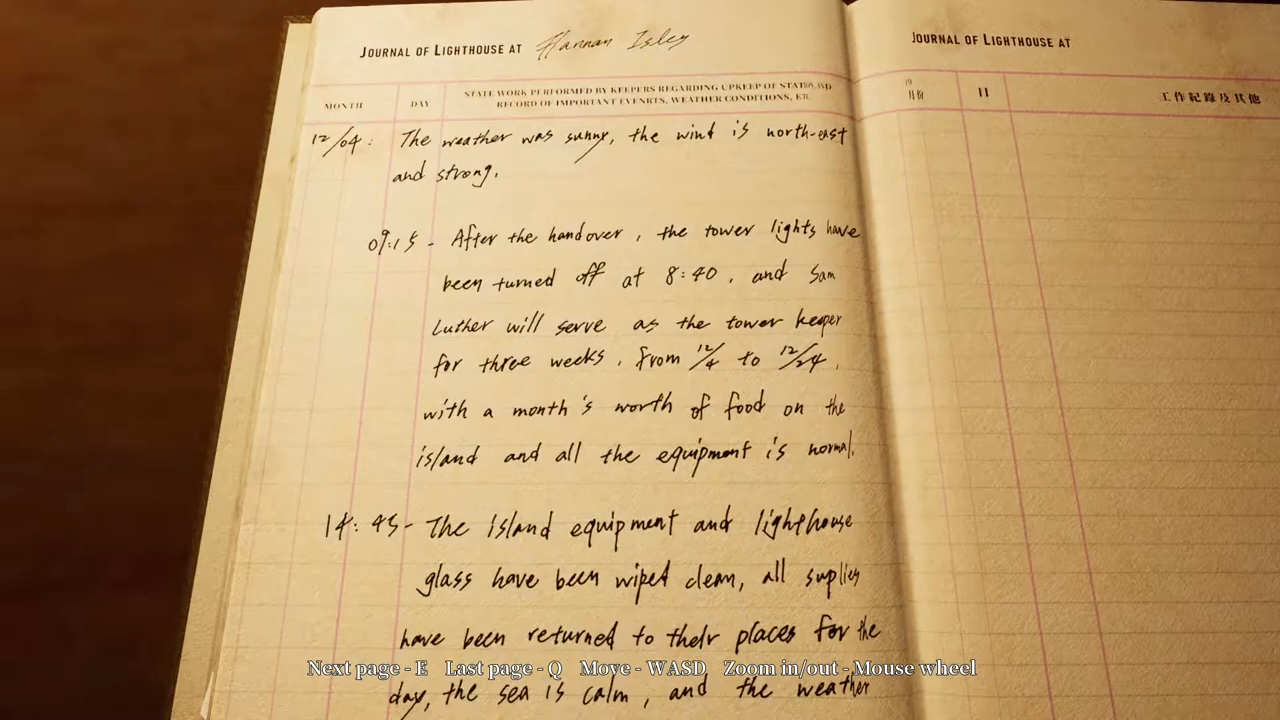 JOURNAL OF LIGHTHOUSE AT Hannan Isley
MONTH DAY STATE WORK PERFORMED BY KEEPERS REGARDING UPKEEP OF STATION, AND
RECORD OF IMPORTANT EVENRTS, WEATHER CONDITIONS, ETC.
12/04: The weather was sunny, the wind is north-east
and strong.
09:15 - After the handover, the tower lights have
been turned off at 8:40, and Sam
Luther will serve as the tower keeper
for three weeks, from 12/4 to 12/24,
with a month's worth of food on the
island and all the equipment is normal.
14:45 - The island equipment and lighthouse
glass have been wiped clean, all suplies
have been returned to their places for the
day, the sea is calm, and the weather
JOURNAL OF LIGHTHOUSE AT
19
月份 11 工作紀錄及其他
Next page - E Last page - Q Move - WASD Zoom in/out - Mouse wheel